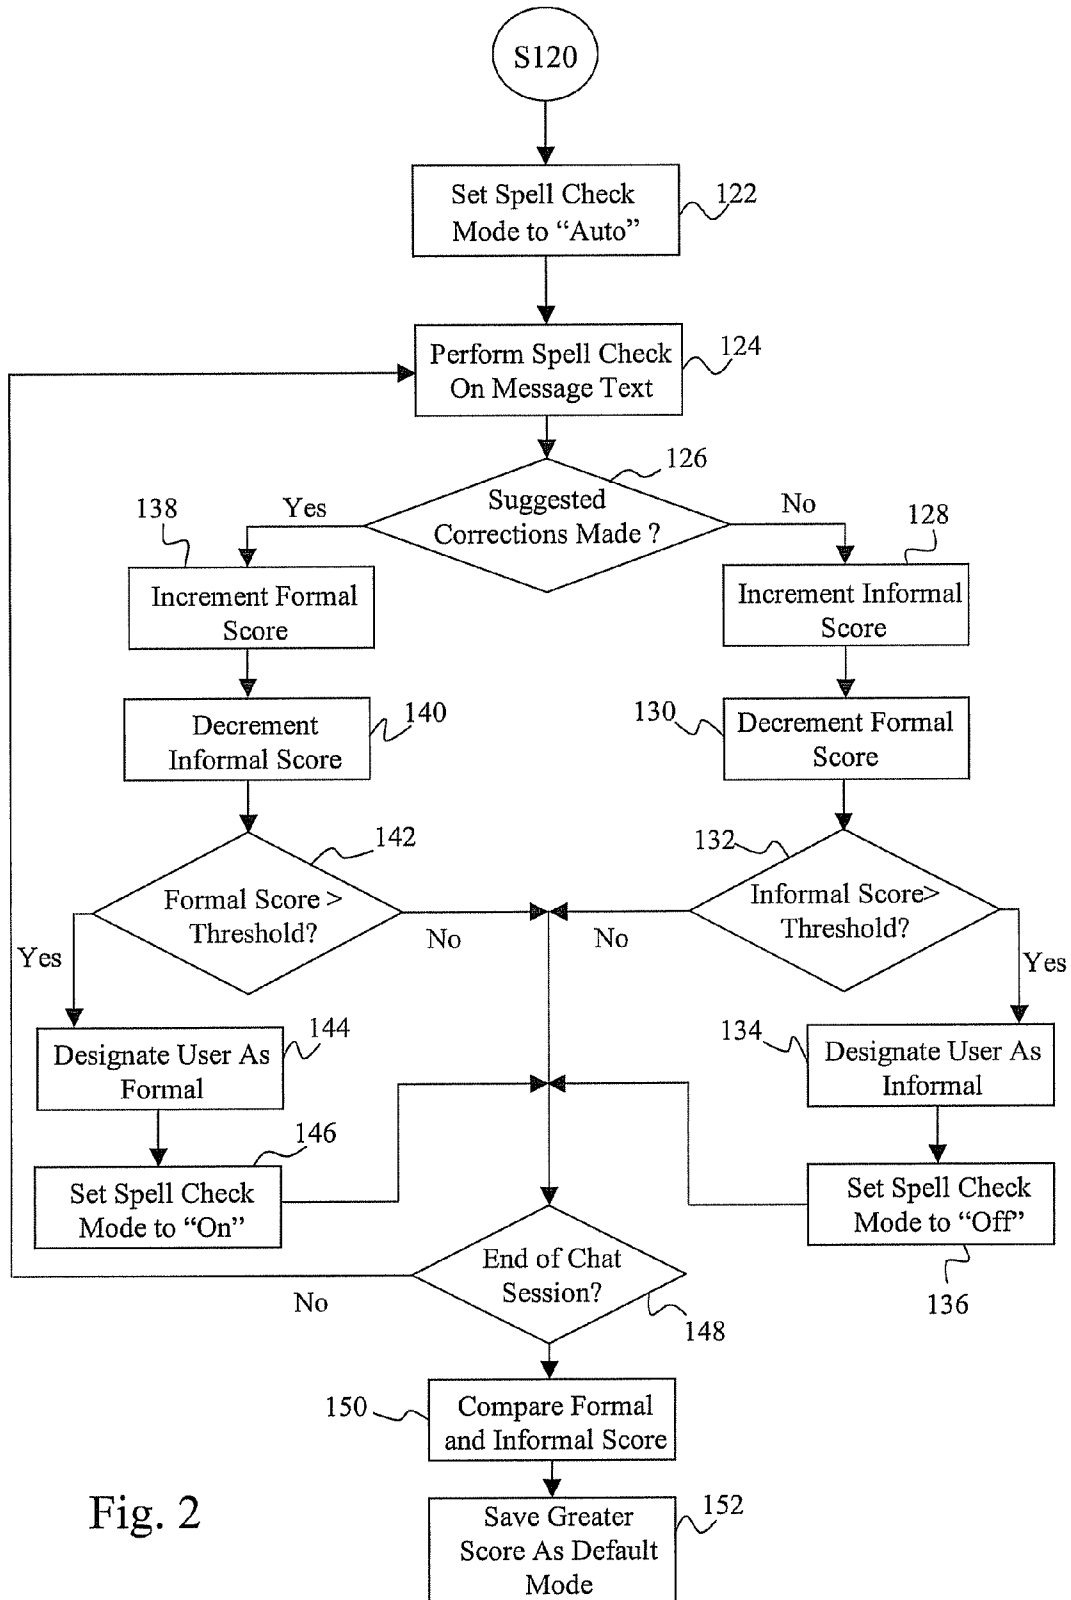 S120
Set Spell Check
Mode to “Auto”
122
Perform Spell Check
On Message Text
124
126
Suggested
Corrections Made ?
Yes
No
138
128
Increment Formal
Score
Increment Informal
Score
Decrement
Informal Score
140
130
Decrement Formal
Score
142
132
Formal Score >
Threshold?
Informal Score>
Threshold?
No
No
Yes
Yes
Designate User As
Formal
144
134
Designate User As
Informal
146
Set Spell Check
Mode to “On”
Set Spell Check
Mode to “Off”
136
End of Chat
Session?
No
148
150
Compare Formal
and Informal Score
Fig. 2
Save Greater
Score As Default
Mode
152